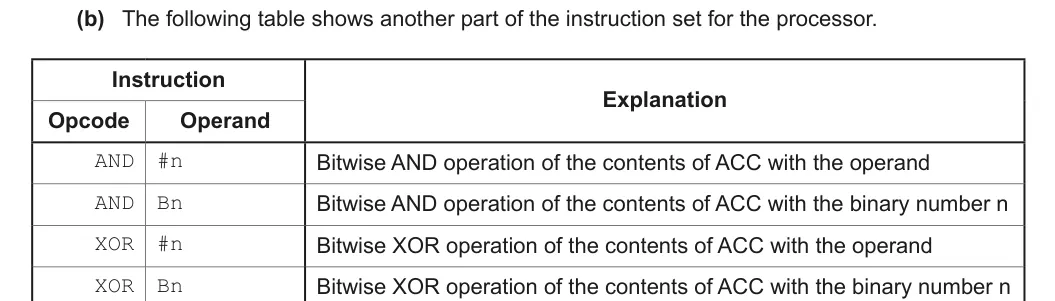 (b) The following table shows another part of the instruction set for the processor.
Instruction
Explanation
Opcode Operand
AND #n Bitwise AND operation of the contents of ACC with the operand
AND Bn Bitwise AND operation of the contents of ACC with the binary number n
XOR #n Bitwise XOR operation of the contents of ACC with the operand
XOR Bn Bitwise XOR operation of the contents of ACC with the binary number n